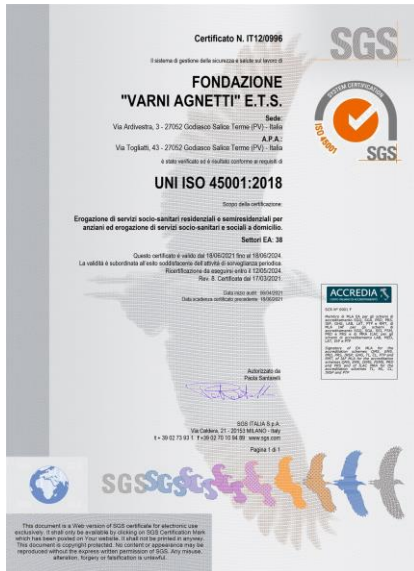 Certificato N. IT12/0996
Il sistema di gestione della sicurezza e salute sul lavoro di
FONDAZIONE
"VARNI AGNETTI" E.T.S.
Sede:
Via Ardivestra, 3 - 27052 Godiasco Salice Terme (PV) - Italia
A.P.A.:
Via Togliatti, 43 - 27052 Godiasco Salice Terme (PV) - Italia
è stato verificato ed è risultato conforme ai requisiti di
UNI ISO 45001:2018
Scopo della certificazione:
Erogazione di servizi socio-sanitari residenziali e semiresidenziali per
anziani ed erogazione di servizi socio-sanitari e sociali a domicilio.
Settori EA: 38
Questo certificato è valido dal 18/06/2021 fino al 18/06/2024.
La validità è subordinata all'esito soddisfacente dell'attività di sorveglianza periodica.
Ricertificazione da eseguirsi entro il 12/05/2024.
Rev. 8. Certificata dal 17/03/2021.
Data inizio audit: 09/04/2021
Data scadenza certificato precedente: 18/06/2021
Autorizzato da
Paola Santarelli
SGS ITALIA S.p.A.
Via Caldera, 21 - 20153 MILANO - Italy
t + 39 02 73 93 1 f +39 02 70 10 94 89 www.sgs.com
Pagina 1 di 1
SGS
SYSTEM CERTIFICATION
ISO 45001
SGS
ACCREDIA
SGSSGSSGS
This document is a Web version of SGS certificate for electronic use
exclusively. It shall only be available by clicking on SGS Certification Mark
which has been posted on Your website. It shall not be printed in anyway.
This document is copyright protected. No content or appearance may be
reproduced without the express written permission of SGS. Any misuse,
alteration, forgery or falsification is unlawful.